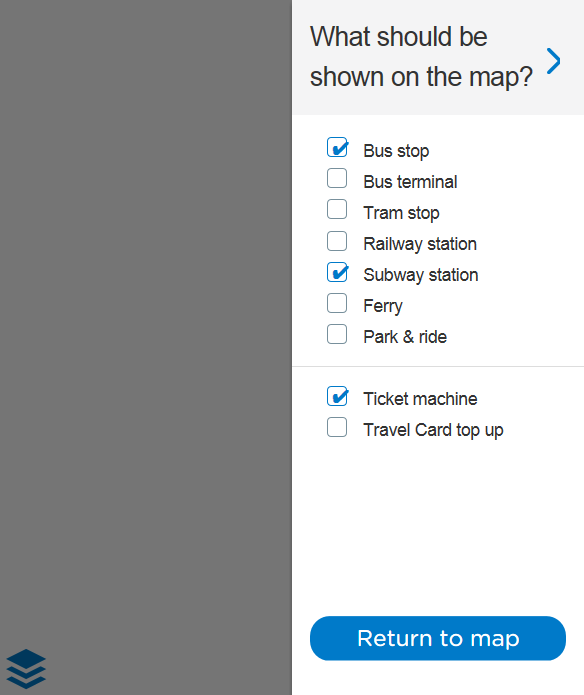 What should be
shown on the map?
Bus stop
Bus terminal
Tram stop
Railway station
Subway station
Ferry
Park & ride
Ticket machine
Travel Card top up
Return to map